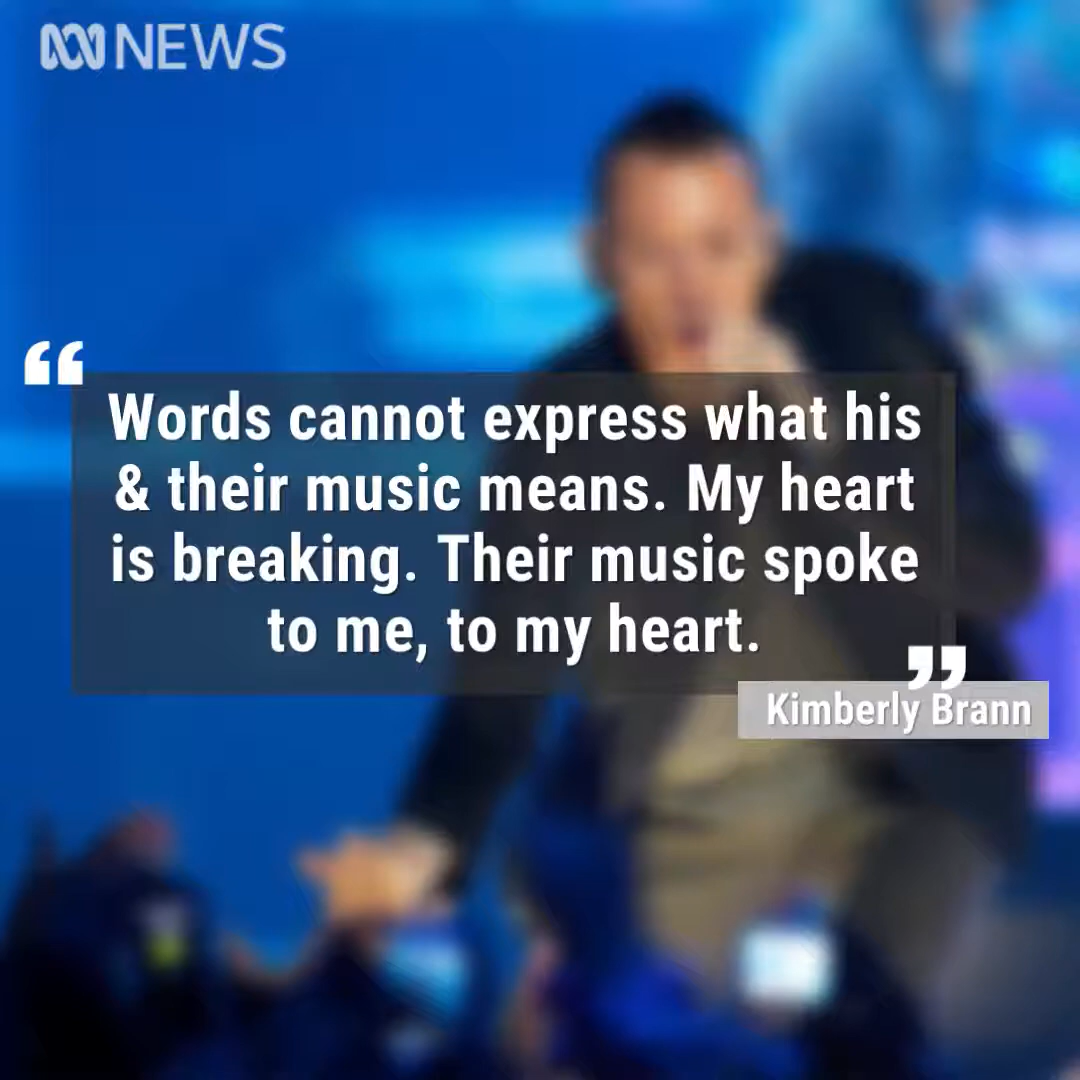 NEWS
“
Words cannot express what his
& their music means. My heart
is breaking. Their music spoke
to me, to my heart.
”
Kimberly Brann